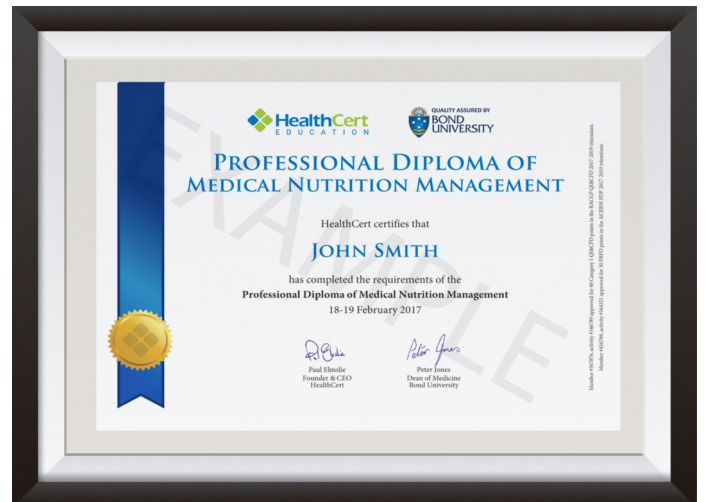 HealthCert
EDUCATION
QUALITY ASSURED BY
BOND
UNIVERSITY
PROFESSIONAL DIPLOMA OF
MEDICAL NUTRITION MANAGEMENT
HealthCert certifies that
JOHN SMITH
has completed the requirements of the
Professional Diploma of Medical Nutrition Management
18-19 February 2017
Paul Elmslie
Founder & CEO
HealthCert
Peter Jones
Peter Jones
Dean of Medicine
Bond University
EXAMPLE